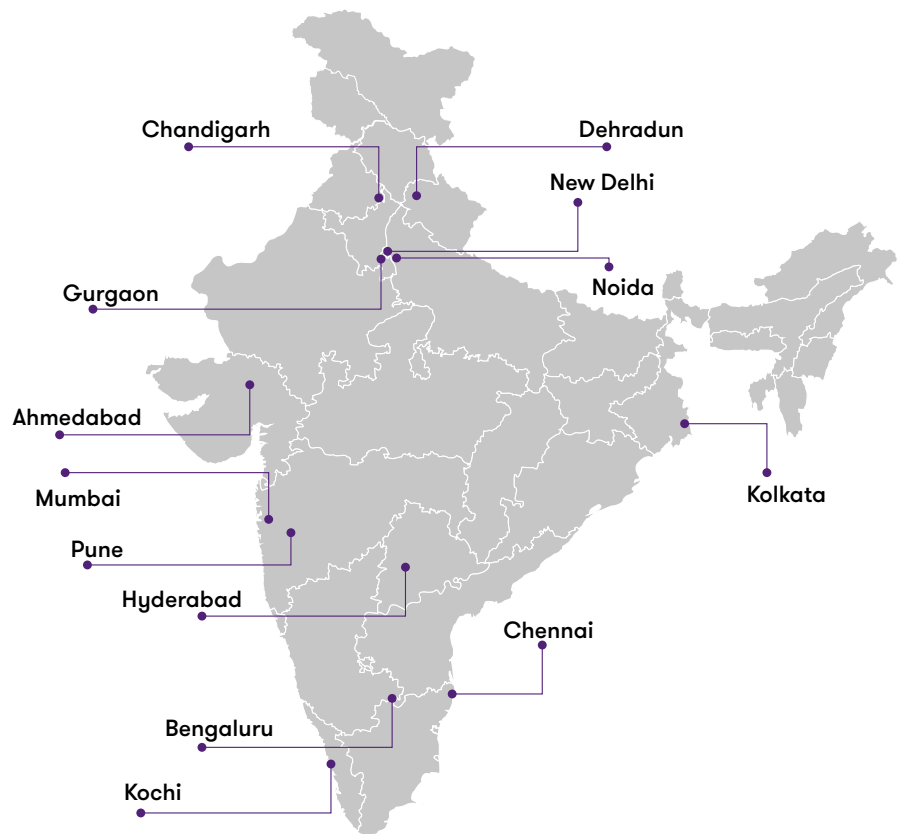 Chandigarh
Dehradun
New Delhi
Noida
Gurgaon
Ahmedabad
Mumbai
Kolkata
Pune
Hyderabad
Chennai
Bengaluru
Kochi